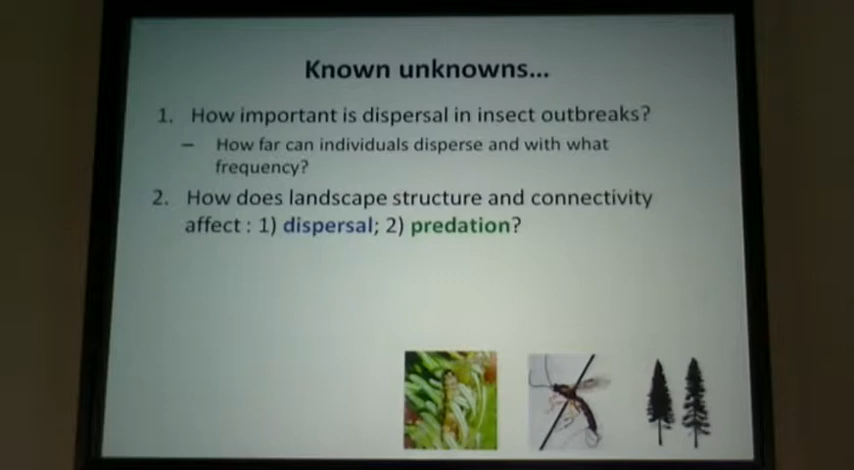 Known unknowns...
1. How important is dispersal in insect outbreaks?
– How far can individuals disperse and with what
frequency?
2. How does landscape structure and connectivity
affect : 1) dispersal; 2) predation?